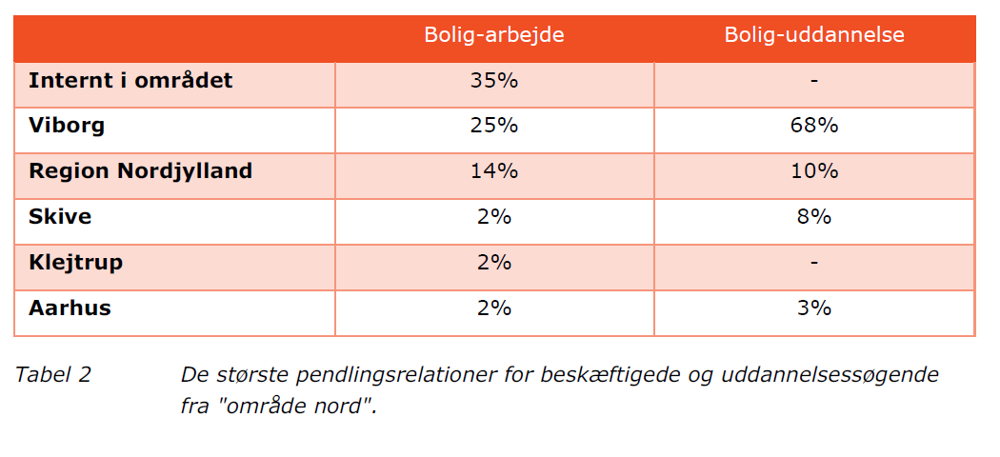 Bolig-arbejde Bolig-uddannelse
Internt i området 35% -
Viborg 25% 68%
Region Nordjylland 14% 10%
Skive 2% 8%
Klejtrup 2% -
Aarhus 2% 3%
Tabel 2 De største pendlingsrelationer for beskæftigede og uddannelsessøgende
fra "område nord".